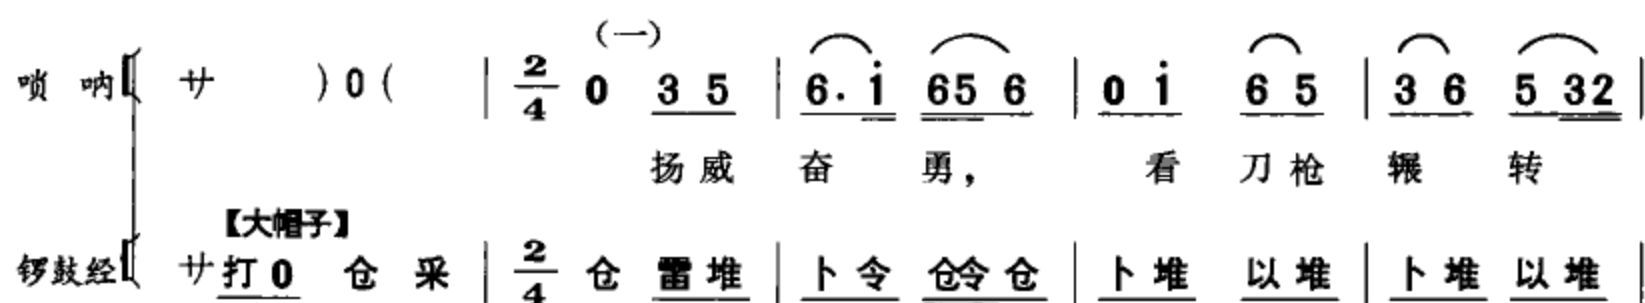 (一)
唢 呐 サ ) 0 ( | 2/4 0 3 5 | 6· i 65 6 | 0 i 6 5 | 3 6 5 32 |
扬 威 奋 勇， 看 刀 枪 辗 转
【大帽子】
锣鼓经 サ 打 0 仓 采 | 2/4 仓 雷 堆 | 卜 令 仓令 仓 | 卜 堆 以 堆 | 卜 堆 以 堆 |